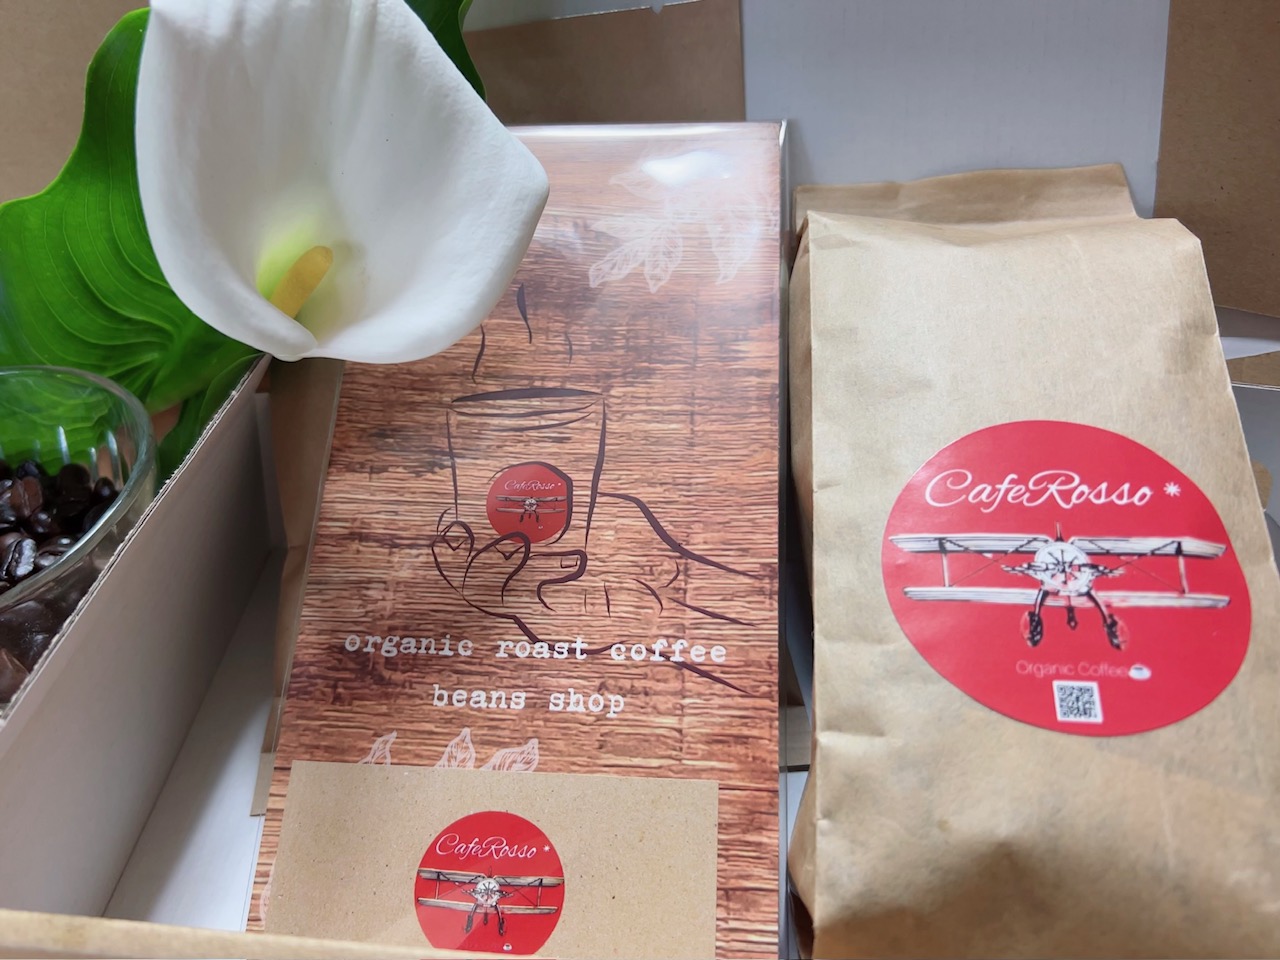 CafeRosso *
organic roast coffee
beans shop
CafeRosso *
CafeRosso *
Organic Coffee